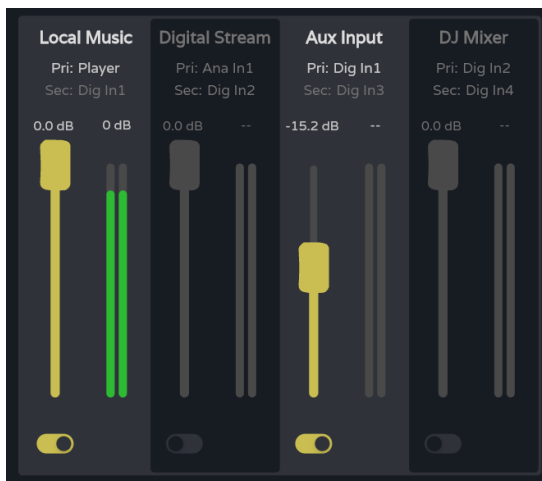 Local Music
Pri: Player
Sec: Dig In1
0.0 dB
0 dB
Digital Stream
Pri: Ana In1
Sec: Dig In2
0.0 dB
--
Aux Input
Pri: Dig In1
Sec: Dig In3
-15.2 dB
--
DJ Mixer
Pri: Dig In2
Sec: Dig In4
0.0 dB
--